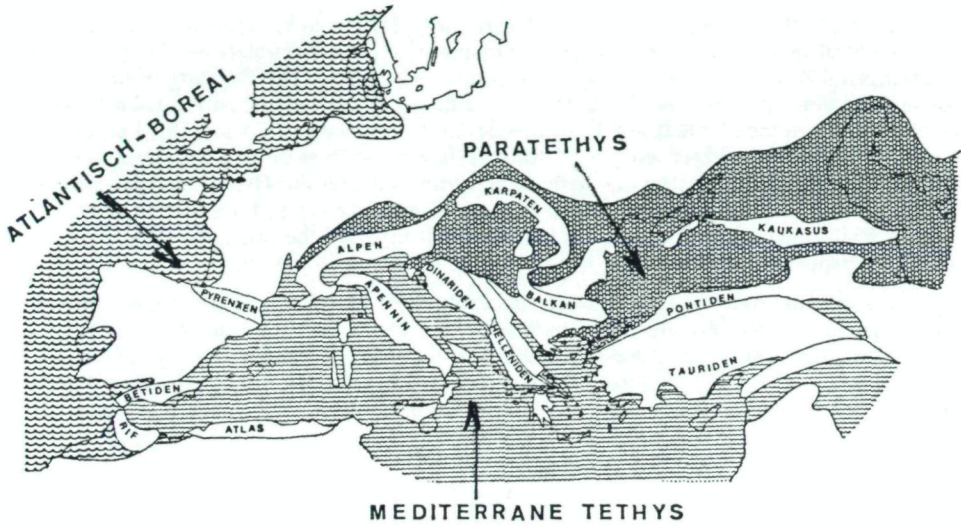 ATLANTISCH-BOREAL
PARATETHYS
KARPATEN
KAUKASUS
ALPEN
DINARIDEN
BALKAN
PYRENÄEN
APENNIN
PONTIDEN
HELLENIDEN
TAURIDEN
BETIDEN
RIF
ATLAS
MEDITERRANE TETHYS